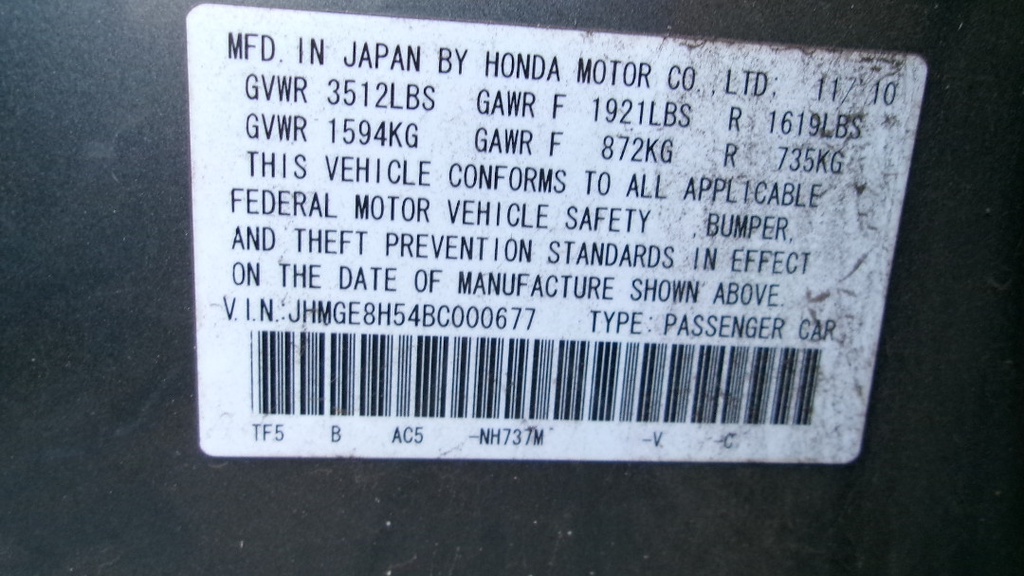 MFD. IN JAPAN BY HONDA MOTOR CO., LTD. 11/10
GVWR 3512LBS GAWR F 1921LBS R 1619LBS
GVWR 1594KG GAWR F 872KG R 735KG
THIS VEHICLE CONFORMS TO ALL APPLICABLE
FEDERAL MOTOR VEHICLE SAFETY , BUMPER,
AND THEFT PREVENTION STANDARDS IN EFFECT
ON THE DATE OF MANUFACTURE SHOWN ABOVE.
V.I.N.:JHMGE8H54BC000677 TYPE: PASSENGER CAR
TF5 B AC5 -NH737M -V -C